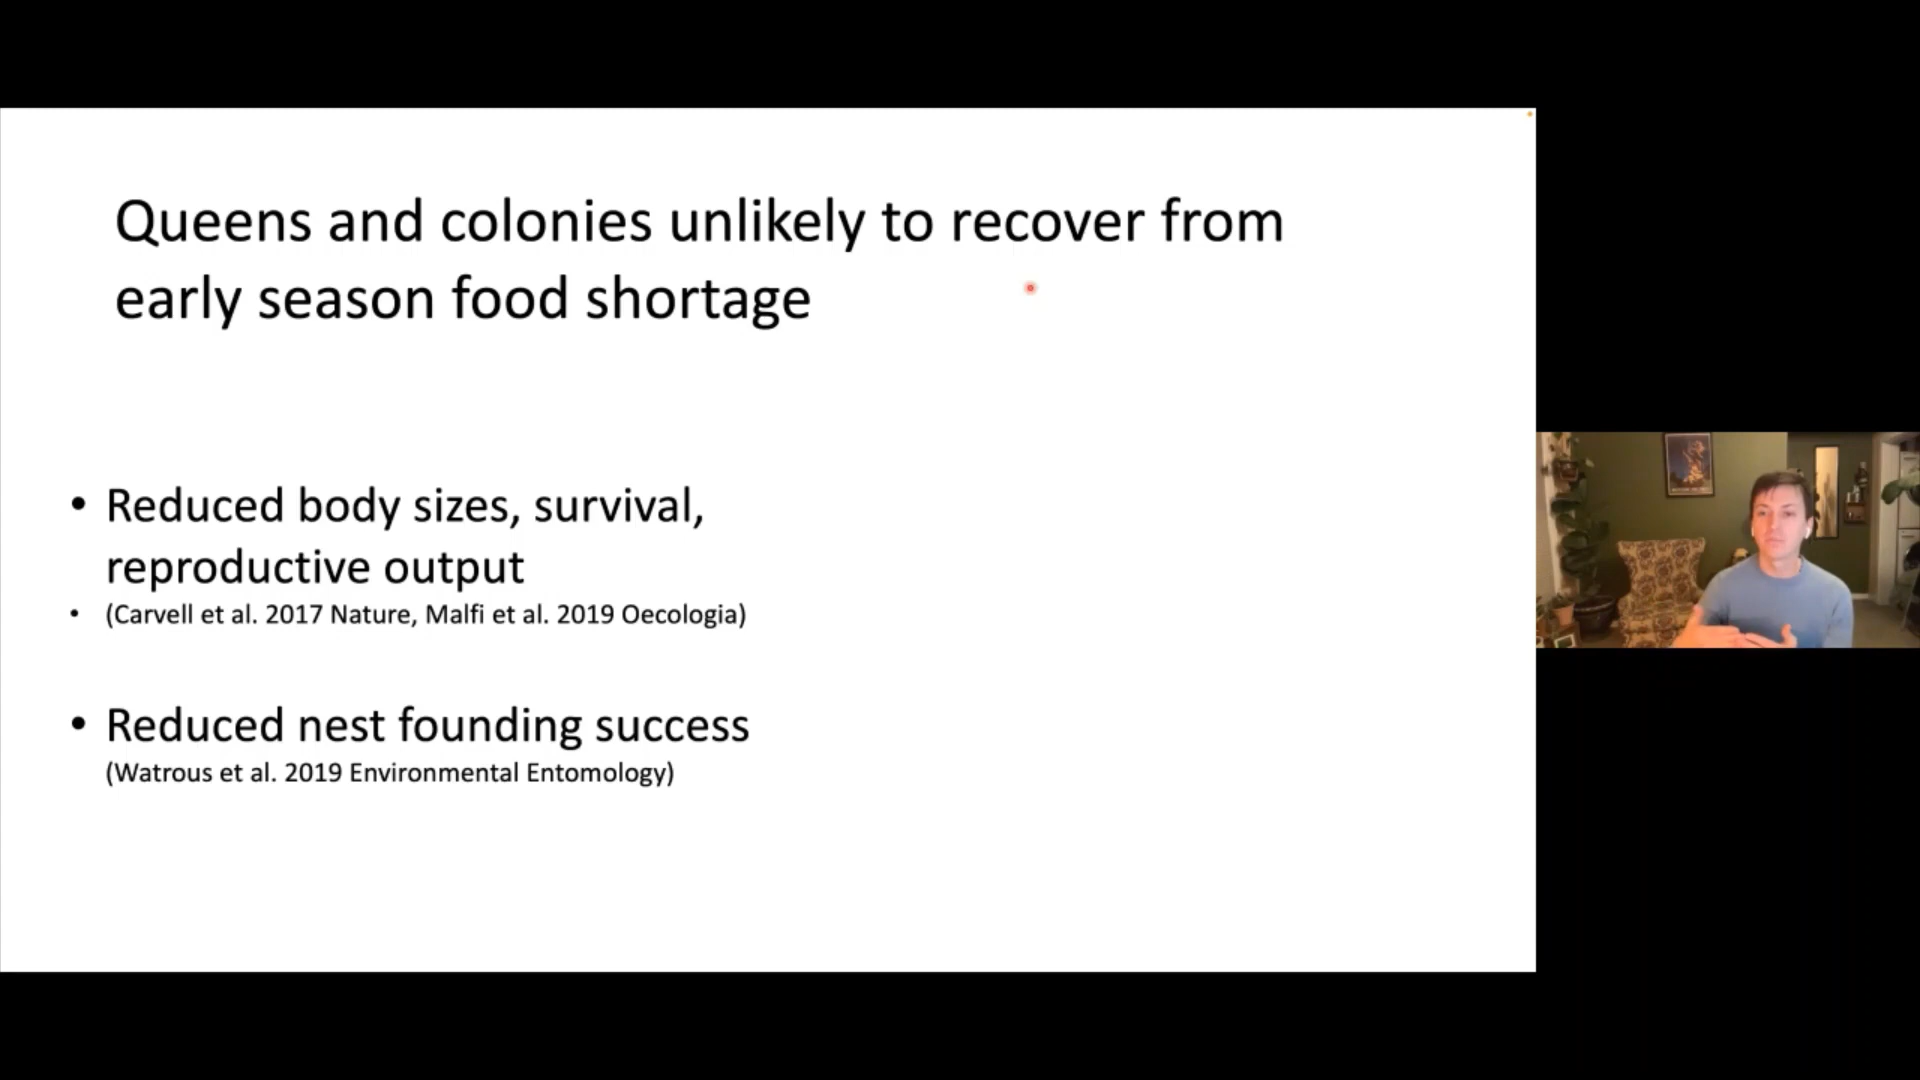 Queens and colonies unlikely to recover from
early season food shortage
• Reduced body sizes, survival,
reproductive output
• (Carvell et al. 2017 Nature, Malfi et al. 2019 Oecologia)
• Reduced nest founding success
(Watrous et al. 2019 Environmental Entomology)